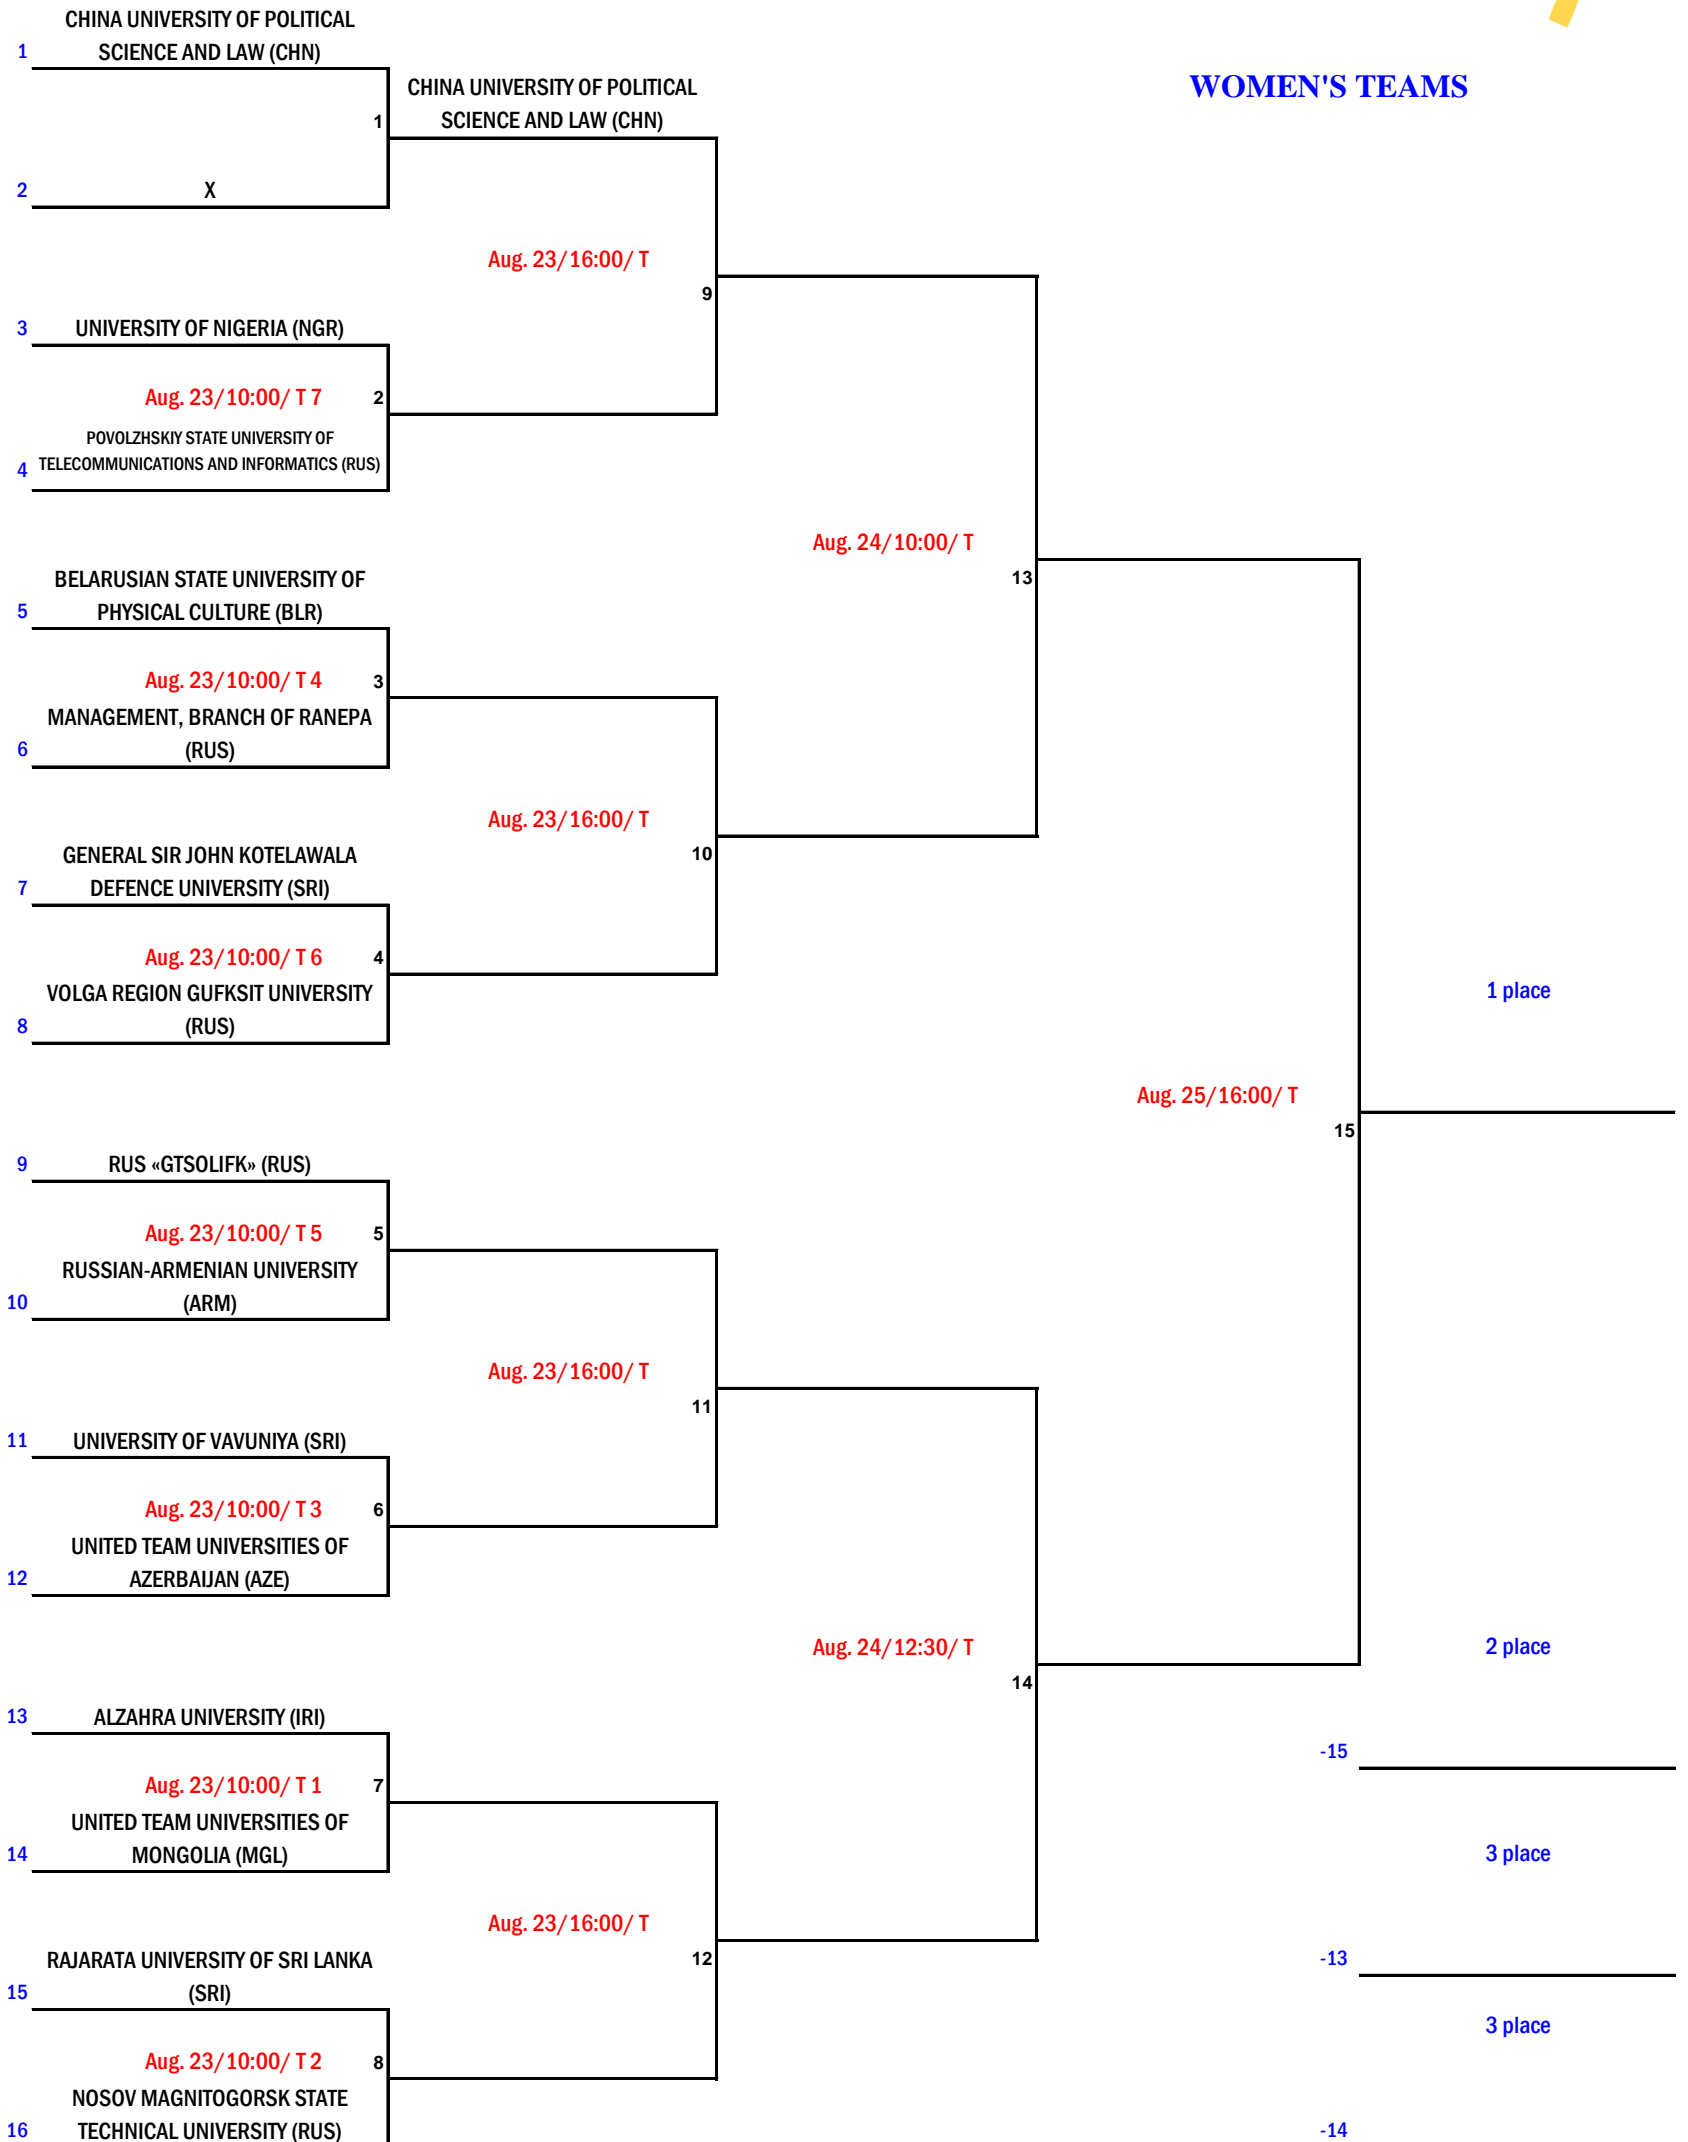 CHINA UNIVERSITY OF POLITICAL
1 SCIENCE AND LAW (CHN)
WOMEN'S TEAMS
CHINA UNIVERSITY OF POLITICAL
1 SCIENCE AND LAW (CHN)
2 X
Aug. 23/16:00/ T
9
3 UNIVERSITY OF NIGERIA (NGR)
Aug. 23/10:00/ T 7 2
POVOLZHSKIY STATE UNIVERSITY OF
4 TELECOMMUNICATIONS AND INFORMATICS (RUS)
Aug. 24/10:00/ T
13
BELARUSIAN STATE UNIVERSITY OF
5 PHYSICAL CULTURE (BLR)
Aug. 23/10:00/ T 4 3
MANAGEMENT, BRANCH OF RANEPA
6 (RUS)
Aug. 23/16:00/ T
10
GENERAL SIR JOHN KOTELAWALA
7 DEFENCE UNIVERSITY (SRI)
Aug. 23/10:00/ T 6 4
VOLGA REGION GUFKSIT UNIVERSITY
8 (RUS)
1 place
Aug. 25/16:00/ T
15
9 RUS «GTSOLIFK» (RUS)
Aug. 23/10:00/ T 5 5
RUSSIAN-ARMENIAN UNIVERSITY
10 (ARM)
Aug. 23/16:00/ T
11
11 UNIVERSITY OF VAVUNIYA (SRI)
Aug. 23/10:00/ T 3 6
UNITED TEAM UNIVERSITIES OF
12 AZERBAIJAN (AZE)
Aug. 24/12:30/ T
14
2 place
13 ALZAHRA UNIVERSITY (IRI)
-15
Aug. 23/10:00/ T 1 7
UNITED TEAM UNIVERSITIES OF
14 MONGOLIA (MGL)
3 place
Aug. 23/16:00/ T
12
-13
RAJARATA UNIVERSITY OF SRI LANKA
15 (SRI)
3 place
Aug. 23/10:00/ T 2 8
NOSOV MAGNITOGORSK STATE
16 TECHNICAL UNIVERSITY (RUS)
-14